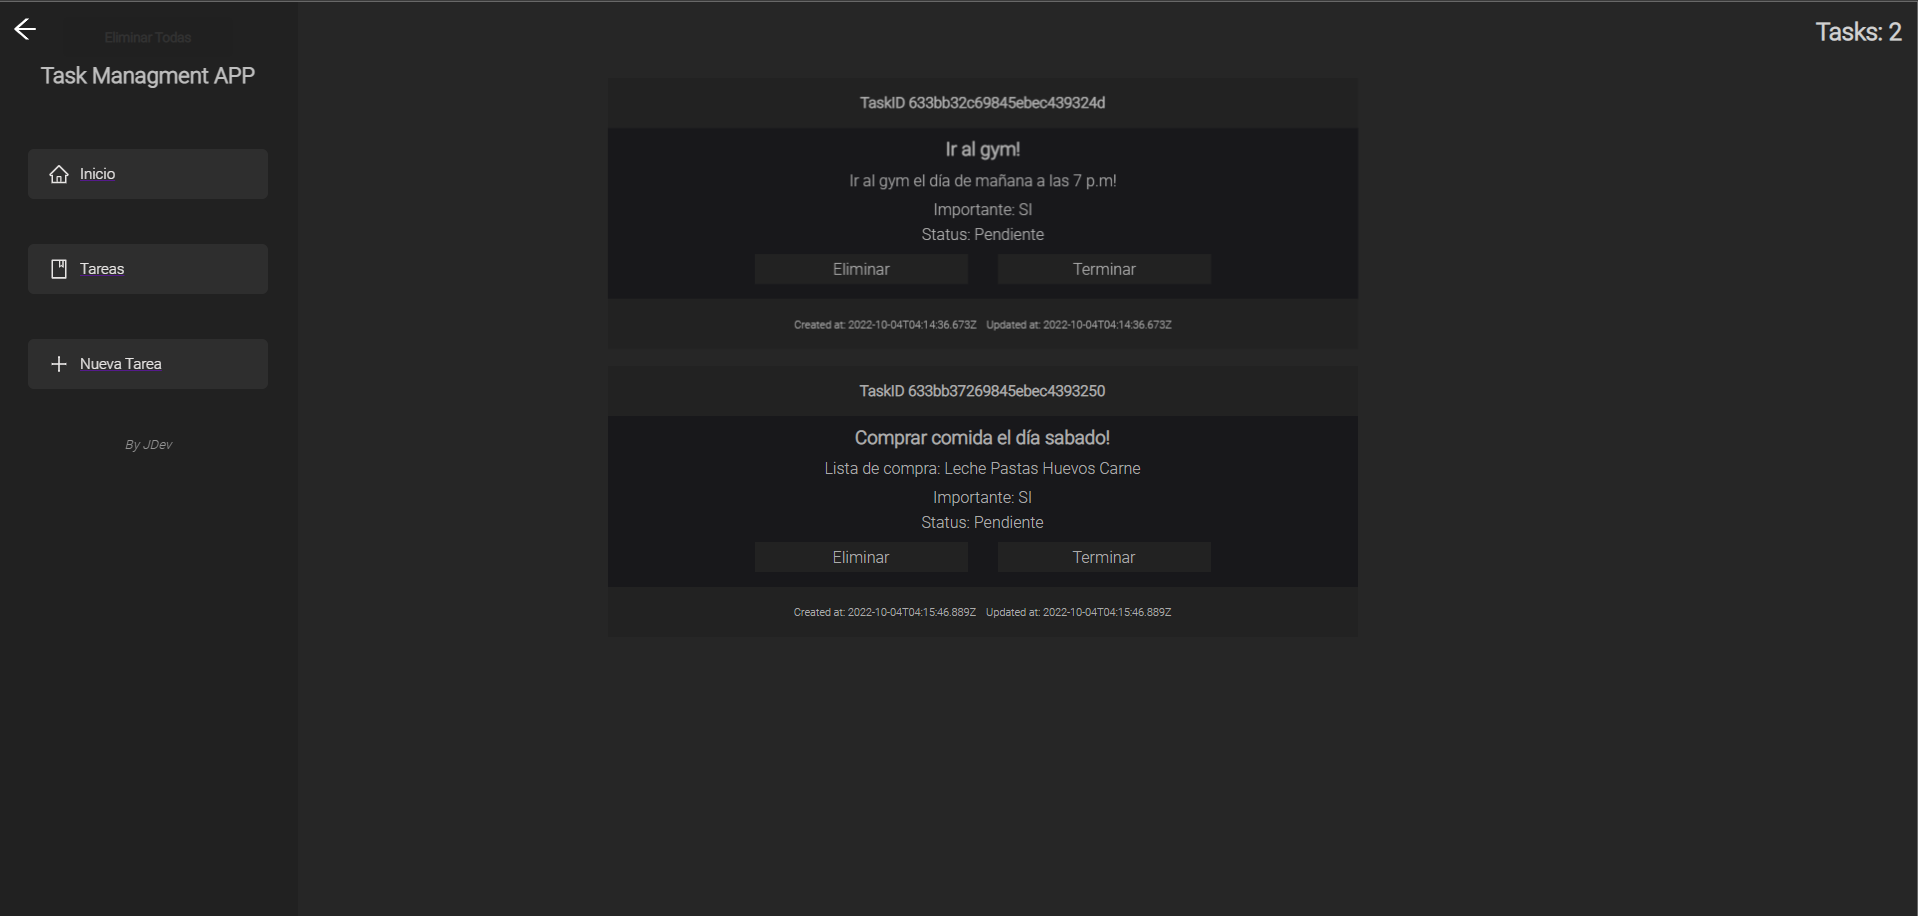 Eliminar Todas
Task Managment APP
Inicio
Tareas
Nueva Tarea
By JDev
Tasks: 2
TaskID 633bb32c69845ebec439324d
Ir al gym!
Ir al gym el día de mañana a las 7 p.m!
Importante: SI
Status: Pendiente
Eliminar Terminar
Created at: 2022-10-04T04:14:36.673Z Updated at: 2022-10-04T04:14:36.673Z
TaskID 633bb37269845ebec4393250
Comprar comida el día sabado!
Lista de compra: Leche Pastas Huevos Carne
Importante: SI
Status: Pendiente
Eliminar Terminar
Created at: 2022-10-04T04:15:46.889Z Updated at: 2022-10-04T04:15:46.889Z